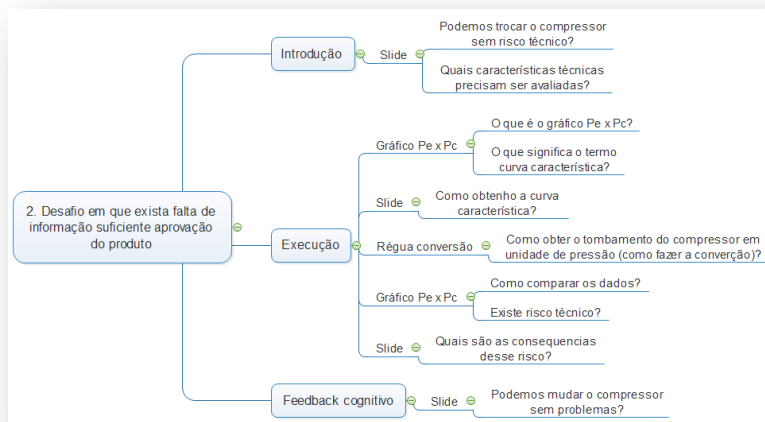 Podemos trocar o compressor
sem risco técnico?
Introdução
Slide
Quais características técnicas
precisam ser avaliadas?
O que é o gráfico Pe x Pc?
Gráfico Pe x Pc
O que significa o termo
curva característica?
2. Desafio em que exista falta de
informação suficiente aprovação
do produto
Slide
Como obtenho a curva
característica?
Execução
Régua conversão
Como obter o tombamento do compressor em
unidade de pressão (como fazer a converção)?
Como comparar os dados?
Gráfico Pe x Pc
Existe risco técnico?
Slide
Quais são as consequencias
desse risco?
Feedback cognitivo
Slide
Podemos mudar o compressor
sem problemas?